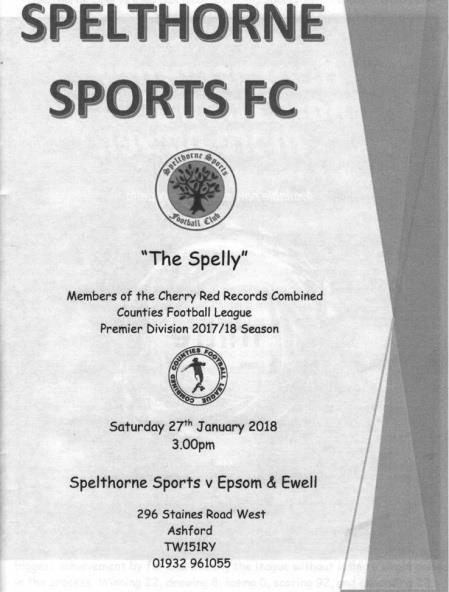 SPELTHORNE
SPORTS FC
Spelthorne Sports
Football Club
"The Spelly"
Members of the Cherry Red Records Combined
Counties Football League
Premier Division 2017/18 Season
COMBINED COUNTIES FOOTBALL LEAGUE
Saturday 27th January 2018
3.00pm
Spelthorne Sports v Epsom & Ewell
296 Staines Road West
Ashford
TW151RY
01932 961055